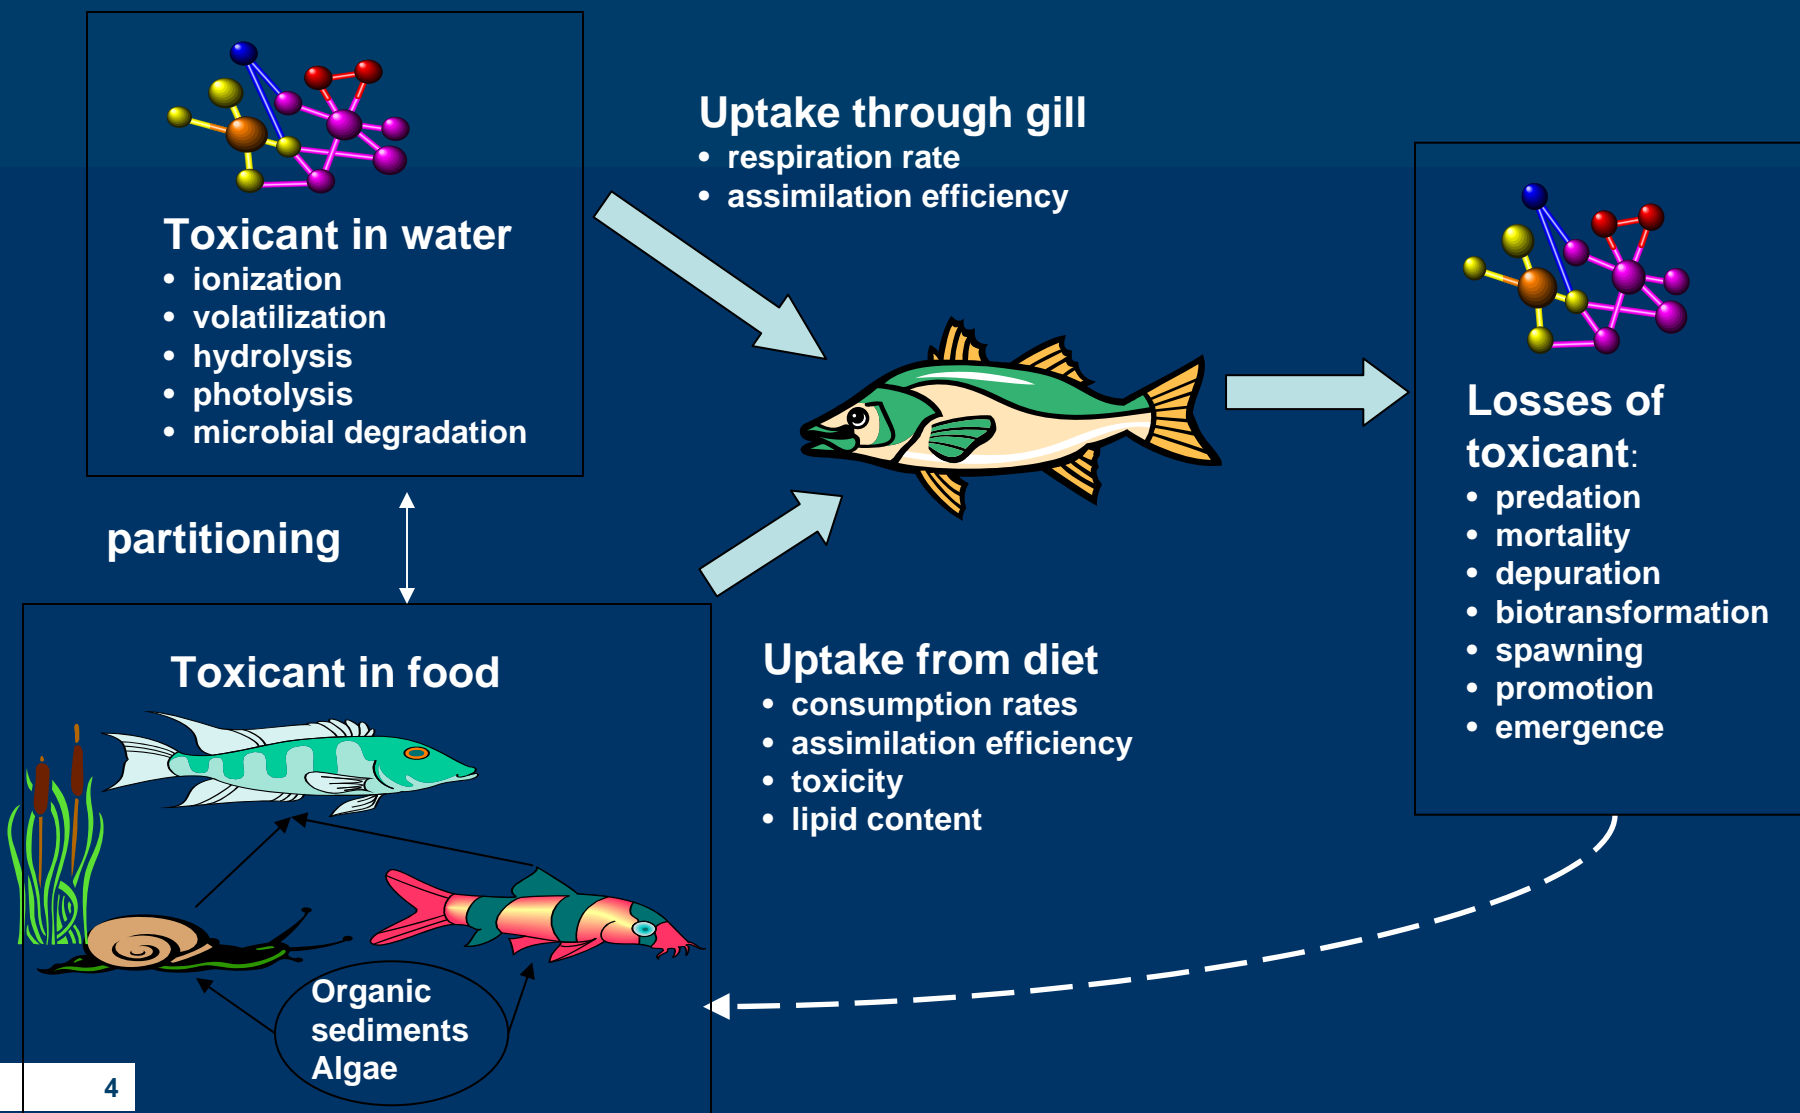 Toxicant in water
• ionization
• volatilization
• hydrolysis
• photolysis
• microbial degradation
Uptake through gill
• respiration rate
• assimilation efficiency
partitioning
Toxicant in food
Organic
sediments
Algae
Uptake from diet
• consumption rates
• assimilation efficiency
• toxicity
• lipid content
Losses of
toxicant:
• predation
• mortality
• depuration
• biotransformation
• spawning
• promotion
• emergence
4